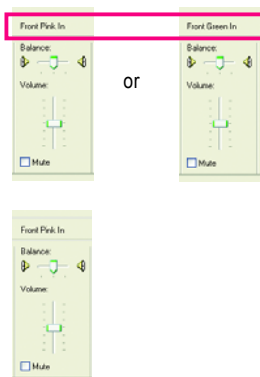 Front Pink In Front Green In
Balance: Balance:
or
Volume: Volume:
Mute Mute
Front Pink In
Balance:
Volume:
Mute